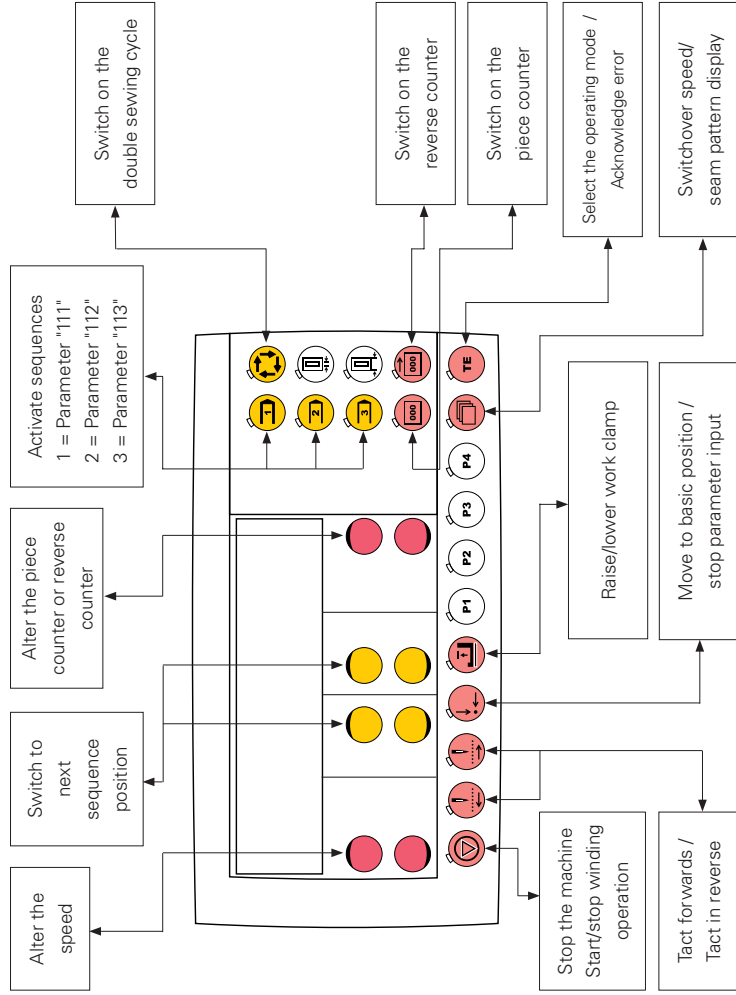 Alter the
speed
Switch to
next
sequence
position
Alter the piece
counter or reverse
counter
Activate sequences
1 = Parameter "111"
2 = Parameter "112"
3 = Parameter "113"
Switch on the
double sewing cycle
Switch on the
reverse counter
Switch on the
piece counter
Select the operating mode /
Acknowledge error
Switchover speed/
seam pattern display
1
2
3
000
000
P1
P2
P3
P4
TE
Stop the machine
Start/stop winding
operation
Tact forwards /
Tact in reverse
Raise/lower work clamp
Move to basic position /
stop parameter input